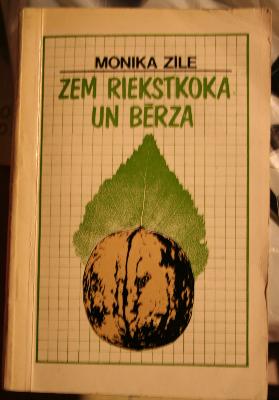 MONIKA ZĪLE
ZEM RIEKSTKOKA
UN BĒRZA